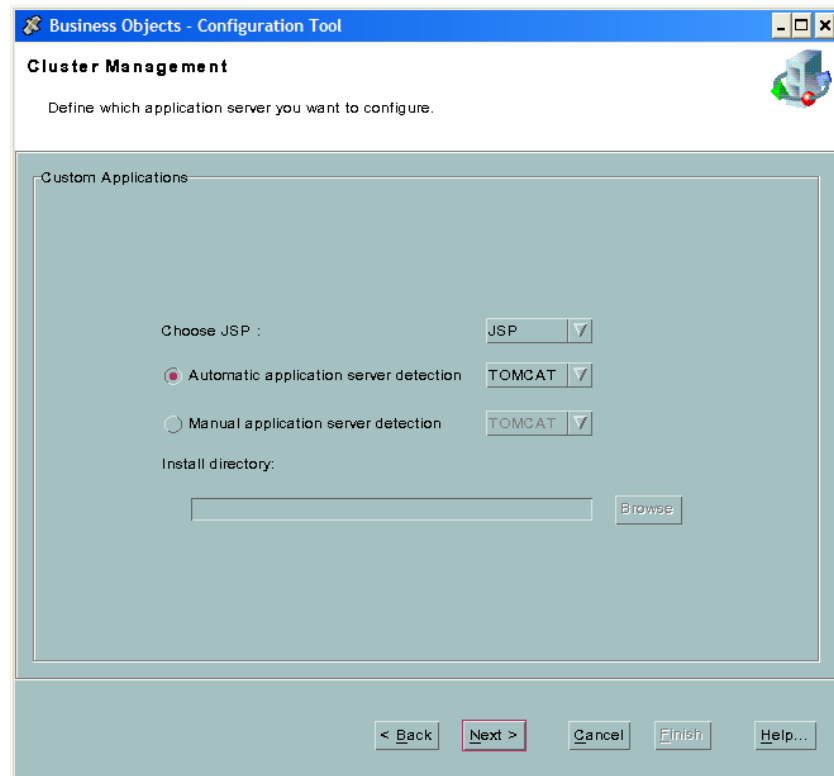 Business Objects - Configuration Tool
Cluster Management
Define which application server you want to configure.
Custom Applications
Choose JSP :
JSP
Automatic application server detection
TOMCAT
Manual application server detection
TOMCAT
Install directory:
Browse
< Back
Next >
Cancel
Finish
Help...